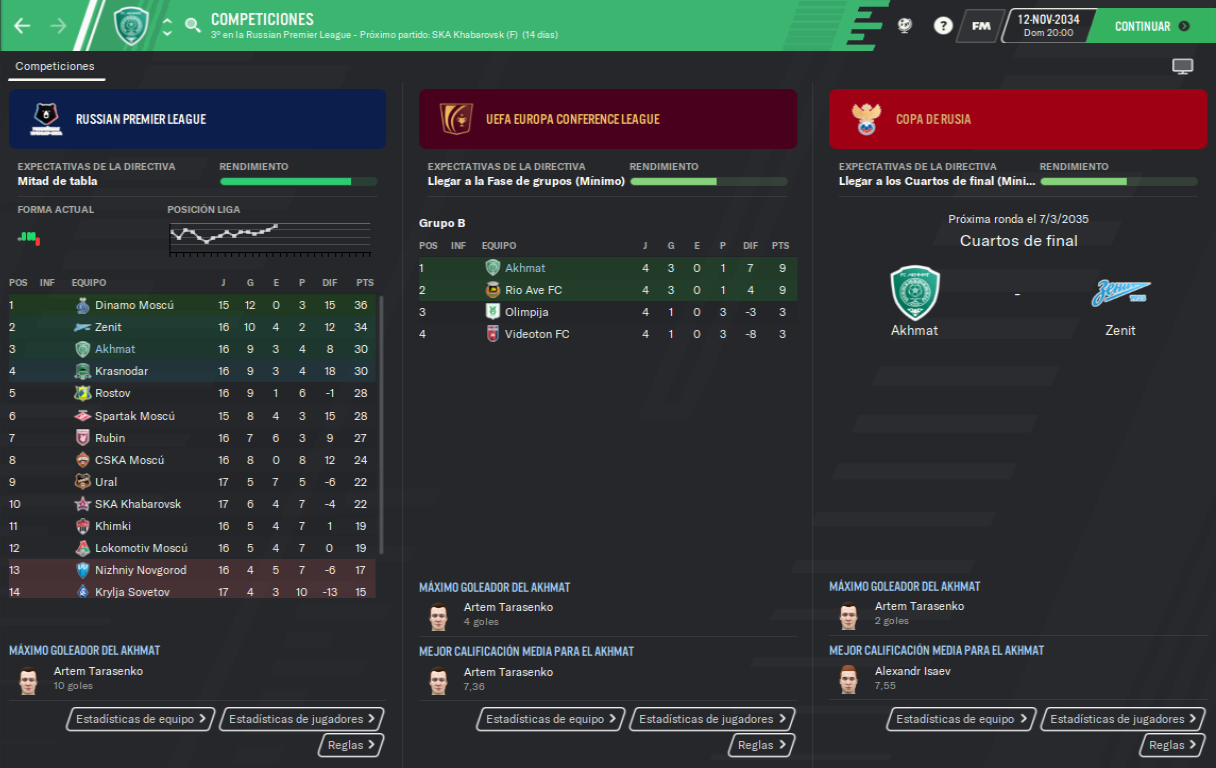 COMPETICIONES
3º en la Russian Premier League - Próximo partido: SKA Khabarovsk (F) (14 días)
?
FM
12-NOV-2034
Dom 20:00
CONTINUAR
Competiciones
RUSSIAN PREMIER LEAGUE
EXPECTATIVAS DE LA DIRECTIVA RENDIMIENTO
Mitad de tabla
FORMA ACTUAL POSICIÓN LIGA
POS INF EQUIPO G E P DIF PTS
1 Dinamo Moscú 15 12 0 3 15 36
2 Zenit 16 10 4 2 12 34
3 Akhmat 16 9 3 4 8 30
4 Krasnodar 16 9 3 4 18 30
5 Rostov 16 9 1 6 -1 28
6 Spartak Moscú 15 8 4 3 15 28
7 Rubin 16 7 6 3 9 27
8 CSKA Moscú 16 8 0 8 12 24
9 Ural 17 5 7 5 -6 22
10 SKA Khabarovsk 17 6 4 7 -4 22
11 Khimki 16 5 4 7 1 19
12 Lokomotiv Moscú 16 5 4 7 0 19
13 Nizhniy Novgorod 16 4 5 7 -6 17
14 Krylja Sovetov 17 4 3 10 -13 15
MÁXIMO GOLEADOR DEL AKHMAT
Artem Tarasenko
10 goles
Estadísticas de equipo Estadísticas de jugadores
Reglas
UEFA EUROPA CONFERENCE LEAGUE
EXPECTATIVAS DE LA DIRECTIVA RENDIMIENTO
Llegar a la Fase de grupos (Mínimo)
Grupo B
POS INF EQUIPO J G E P DIF PTS
1 Akhmat 4 3 0 1 7 9
2 Rio Ave FC 4 3 0 1 4 9
3 Olimpija 4 1 0 3 -3 3
4 Videoton FC 4 1 0 3 -8 3
MÁXIMO GOLEADOR DEL AKHMAT
Artem Tarasenko
4 goles
MEJOR CALIFICACIÓN MEDIA PARA EL AKHMAT
Artem Tarasenko
7,36
Estadísticas de equipo Estadísticas de jugadores
Reglas
COPA DE RUSIA
EXPECTATIVAS DE LA DIRECTIVA RENDIMIENTO
Llegar a los Cuartos de final (Míni...
Próxima ronda el 7/3/2035
Cuartos de final
-
Akhmat Zenit
MÁXIMO GOLEADOR DEL AKHMAT
Artem Tarasenko
2 goles
MEJOR CALIFICACIÓN MEDIA PARA EL AKHMAT
Alexandr Isaev
7,55
Estadísticas de equipo Estadísticas de jugadores
Reglas